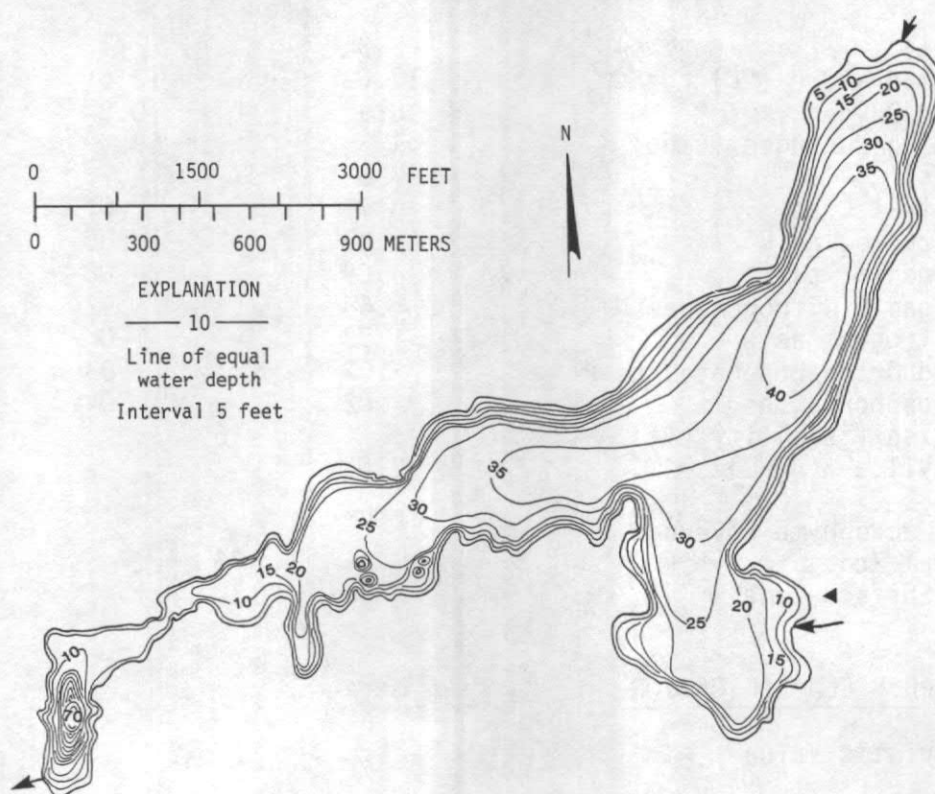 0 1500 3000 FEET
0 300 600 900 METERS
N
EXPLANATION
10
Line of equal
water depth
Interval 5 feet
5 10
15 20
25
30
35
40
35
30
25
30
15 20
10
10
20
25
15
10
70